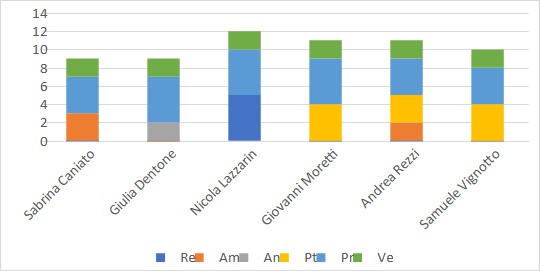 14
12
10
8
6
4
2
0
Sabrina Caniato
Giulia Dentone
Nicola Lazzarin
Giovanni Moretti
Andrea Rezzi
Samuele Vignotto
Re Am An Pt Pr Ve